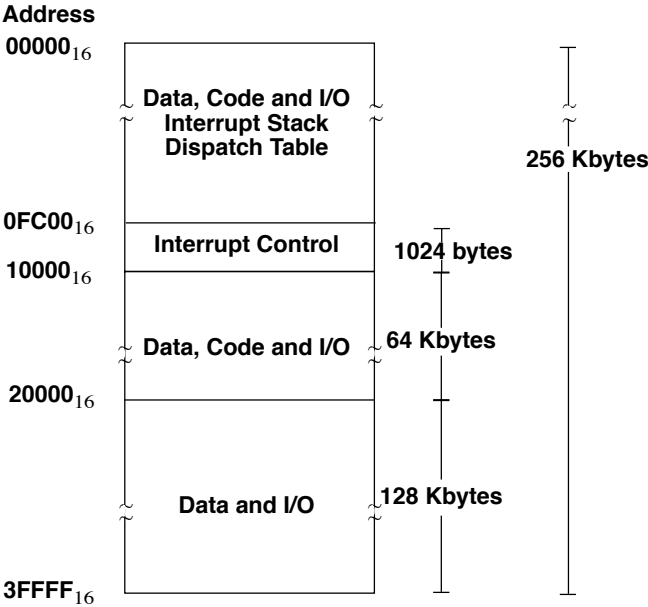 Address
00000₁₆
Data, Code and I/O
Interrupt Stack
Dispatch Table
256 Kbytes
0FC00₁₆
Interrupt Control
1024 bytes
10000₁₆
Data, Code and I/O
64 Kbytes
20000₁₆
Data and I/O
128 Kbytes
3FFFF₁₆